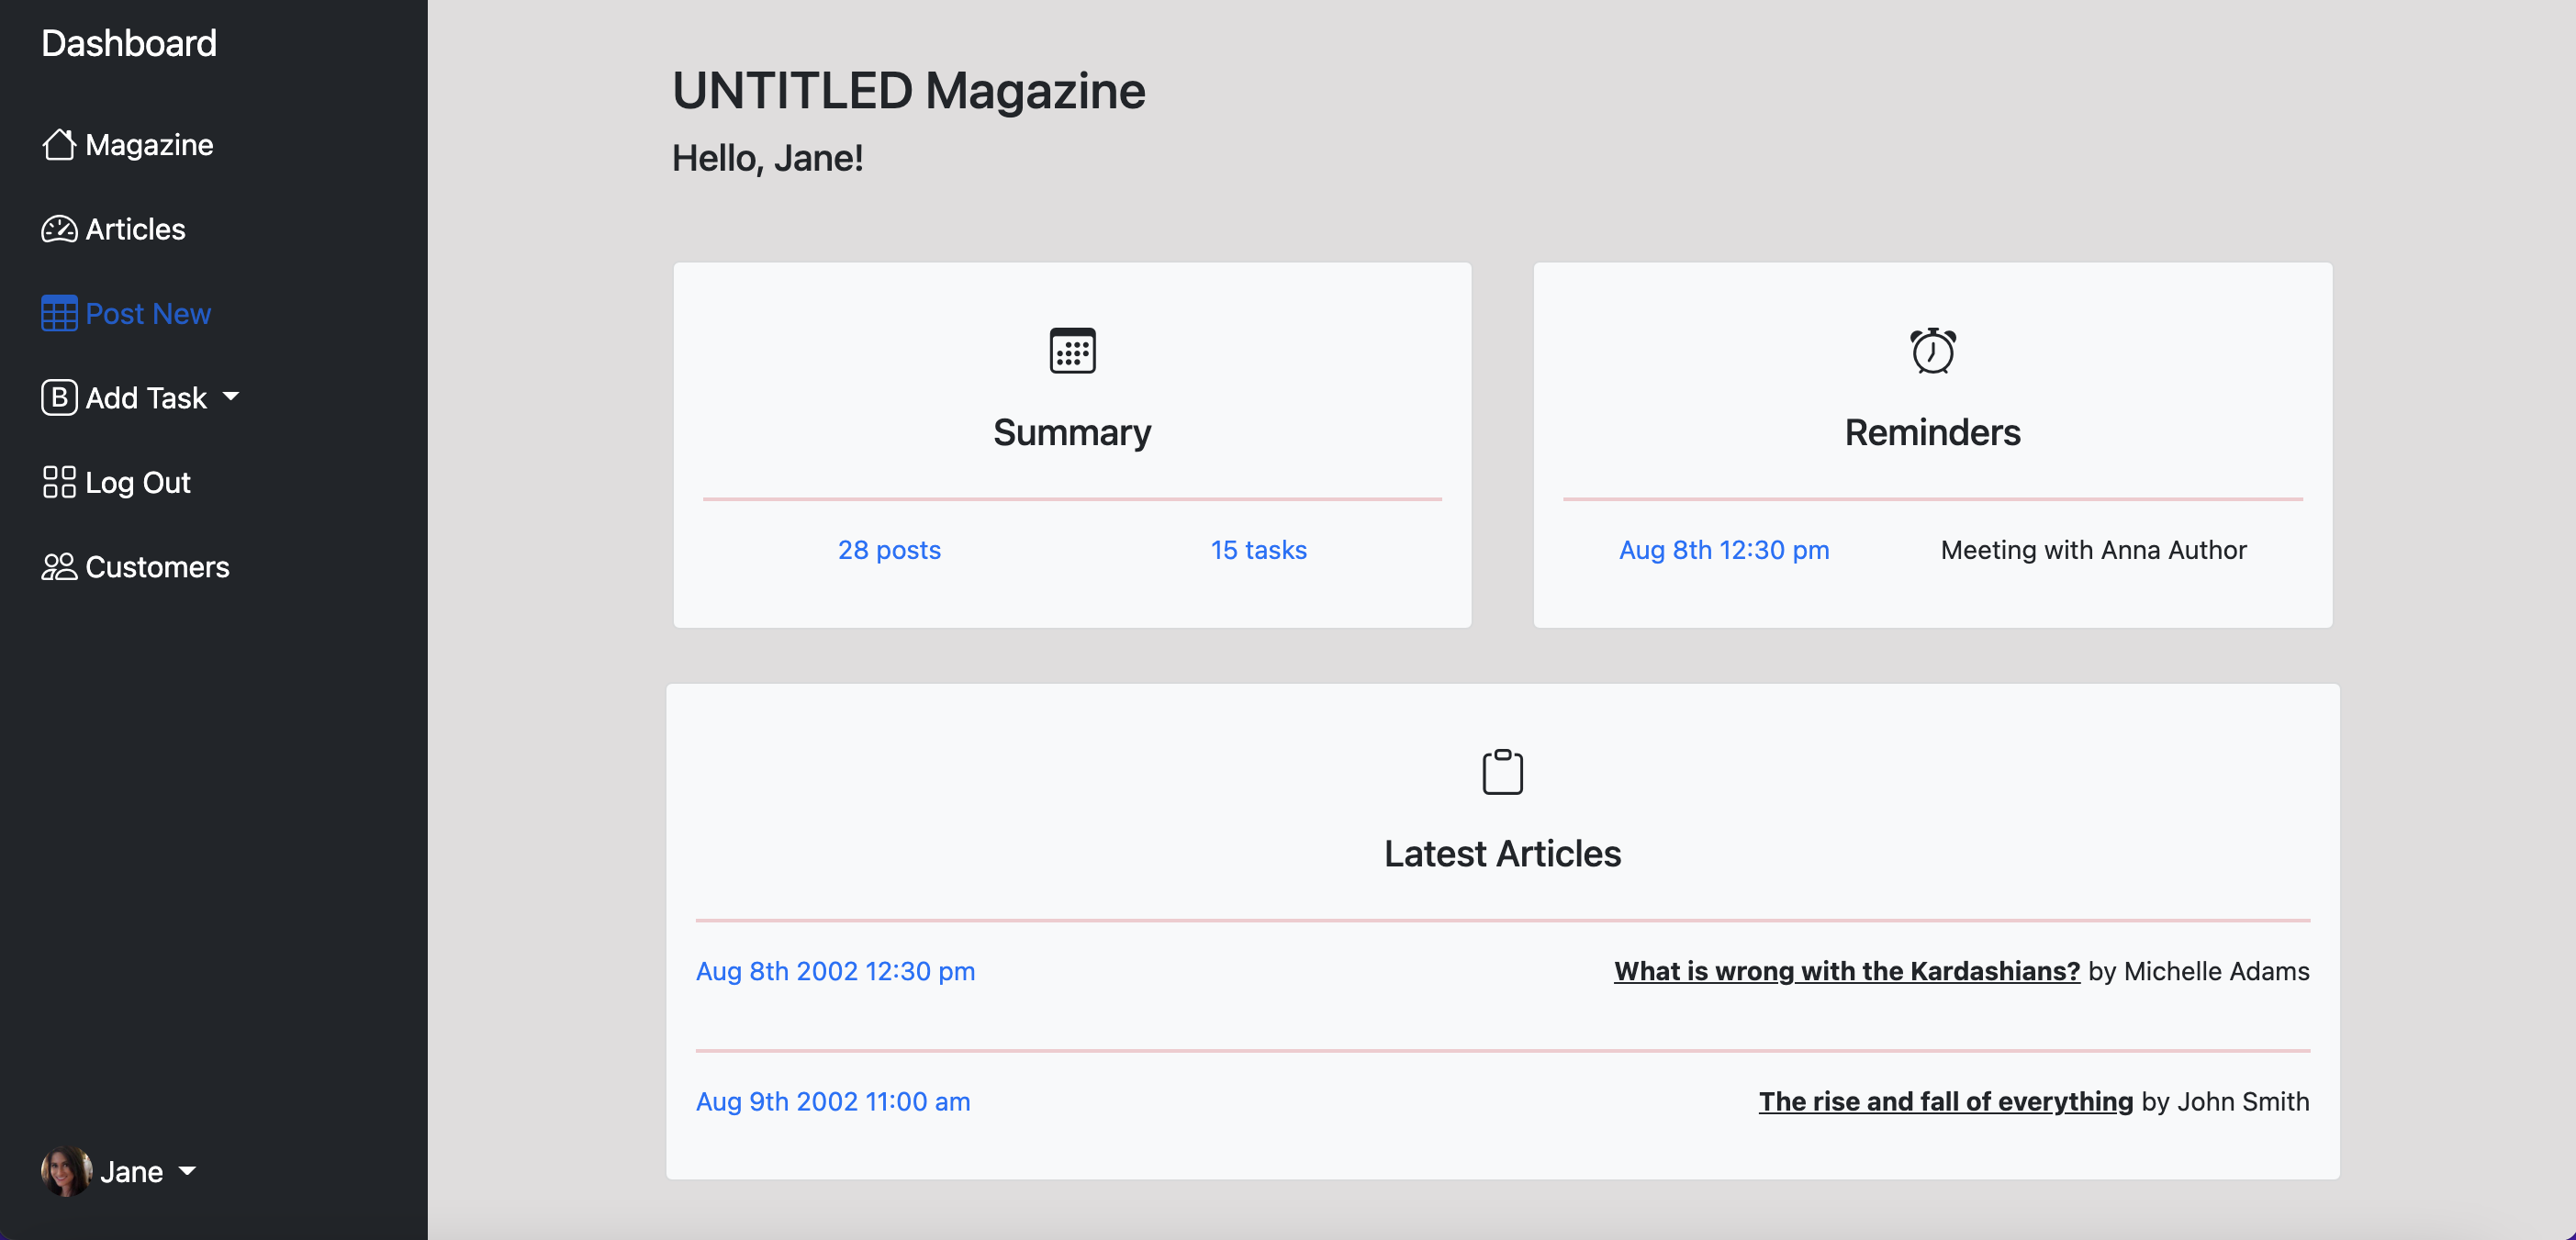 Dashboard
Magazine
Articles
Post New
B Add Task
Log Out
Customers
Jane
UNTITLED Magazine
Hello, Jane!
Summary
28 posts 15 tasks
Reminders
Aug 8th 12:30 pm Meeting with Anna Author
Latest Articles
Aug 8th 2002 12:30 pm What is wrong with the Kardashians? by Michelle Adams
Aug 9th 2002 11:00 am The rise and fall of everything by John Smith